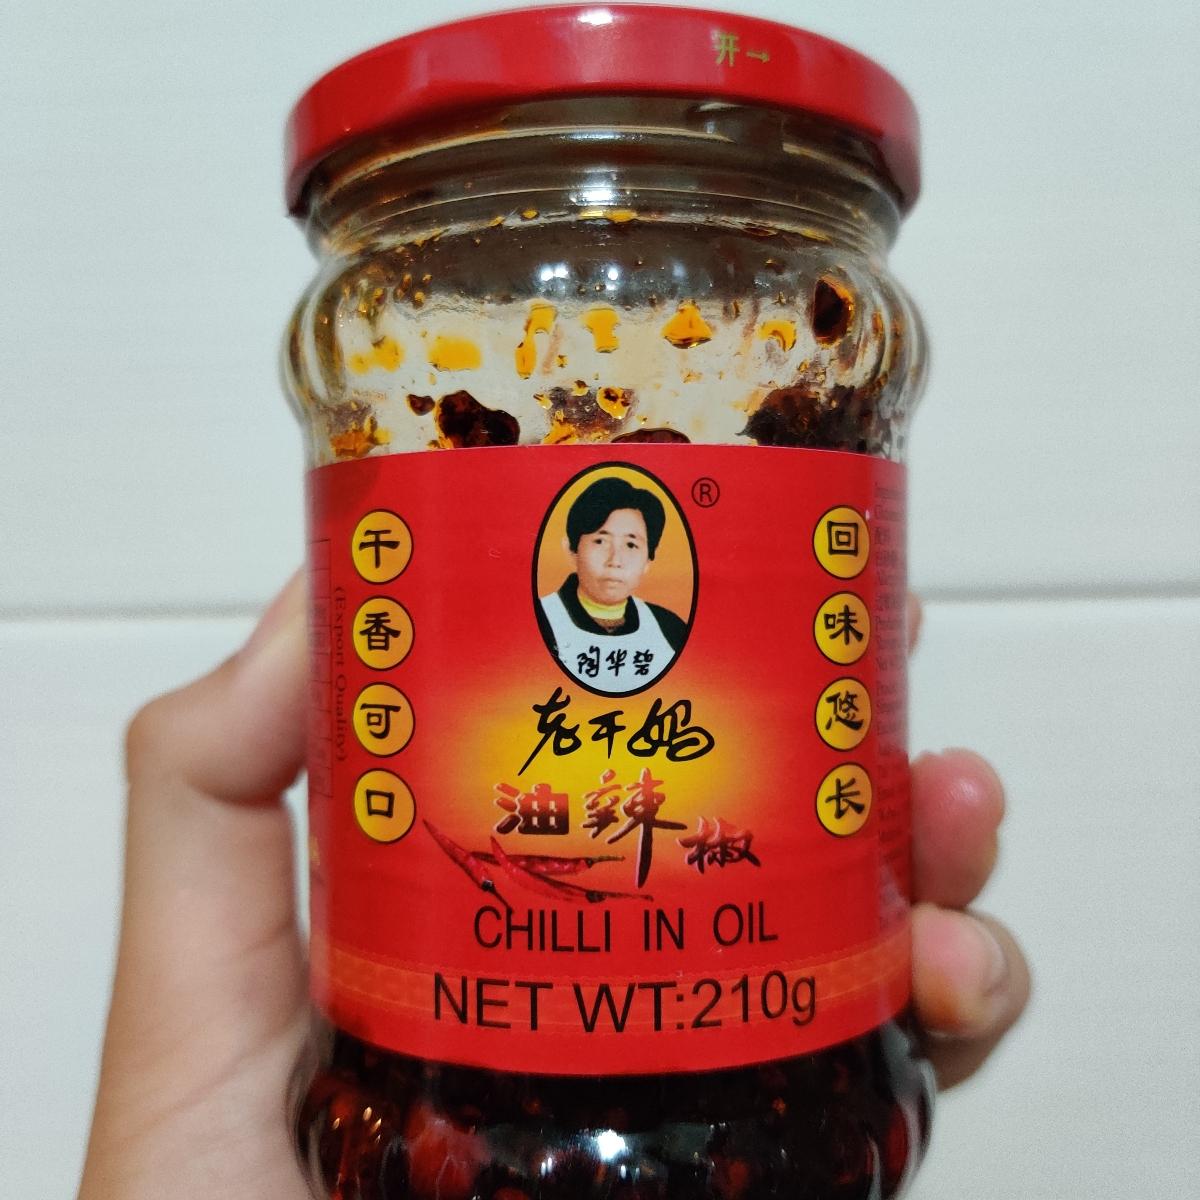 开→
®
干香可口
(Export Quality)
回味悠长
陶华碧
老干妈
油辣椒
CHILLI IN OIL
NET WT:210g